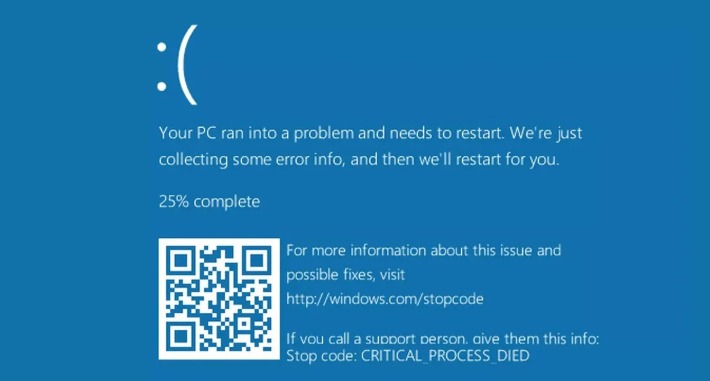 :(
Your PC ran into a problem and needs to restart. We're just
collecting some error info, and then we'll restart for you.
25% complete
For more information about this issue and
possible fixes, visit
http://windows.com/stopcode
If you call a support person, give them this info:
Stop code: CRITICAL_PROCESS_DIED